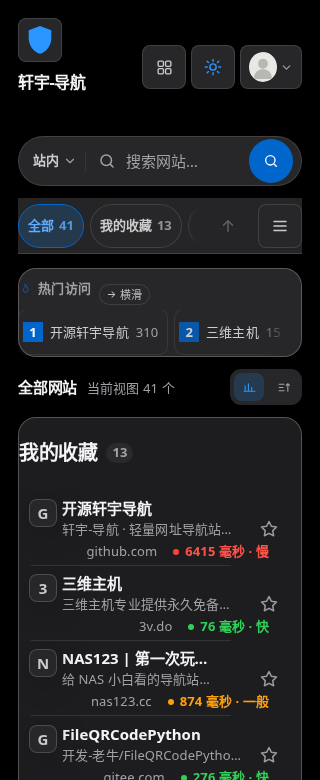 轩宇-导航
站内
搜索网站...
全部 41
我的收藏 13
热门访问
→ 横滑
1 开源轩宇导航 310
2 三维主机 15
全部网站 当前视图 41 个
我的收藏 13
G 开源轩宇导航
轩宇-导航 · 轻量网址导航站...
github.com 6415 毫秒 · 慢
3 三维主机
三维主机专业提供永久免备...
3v.do 76 毫秒 · 快
N NAS123 | 第一次玩...
给 NAS 小白看的导航站...
nas123.cc 874 毫秒 · 一般
G FileQRCodePython
开发-老牛/FileQRCodePytho...
gitee.com 276 毫秒 · 快